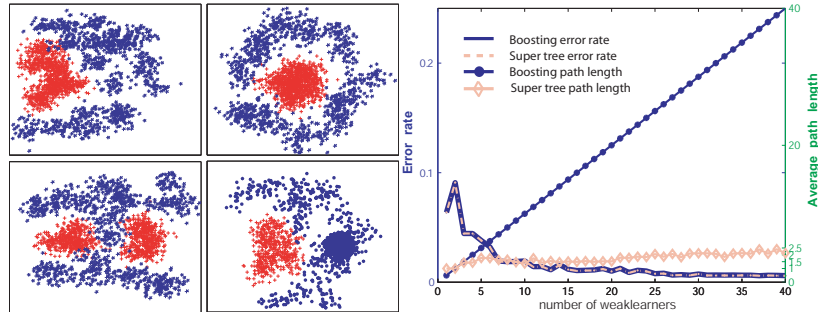 Boosting error rate
Super tree error rate
Boosting path length
Super tree path length
Error rate
0.2
0.1
0
40
20
2.5
1.5
0
Average path length
0 5 10 15 20 25 30 35 40
number of weaklearners